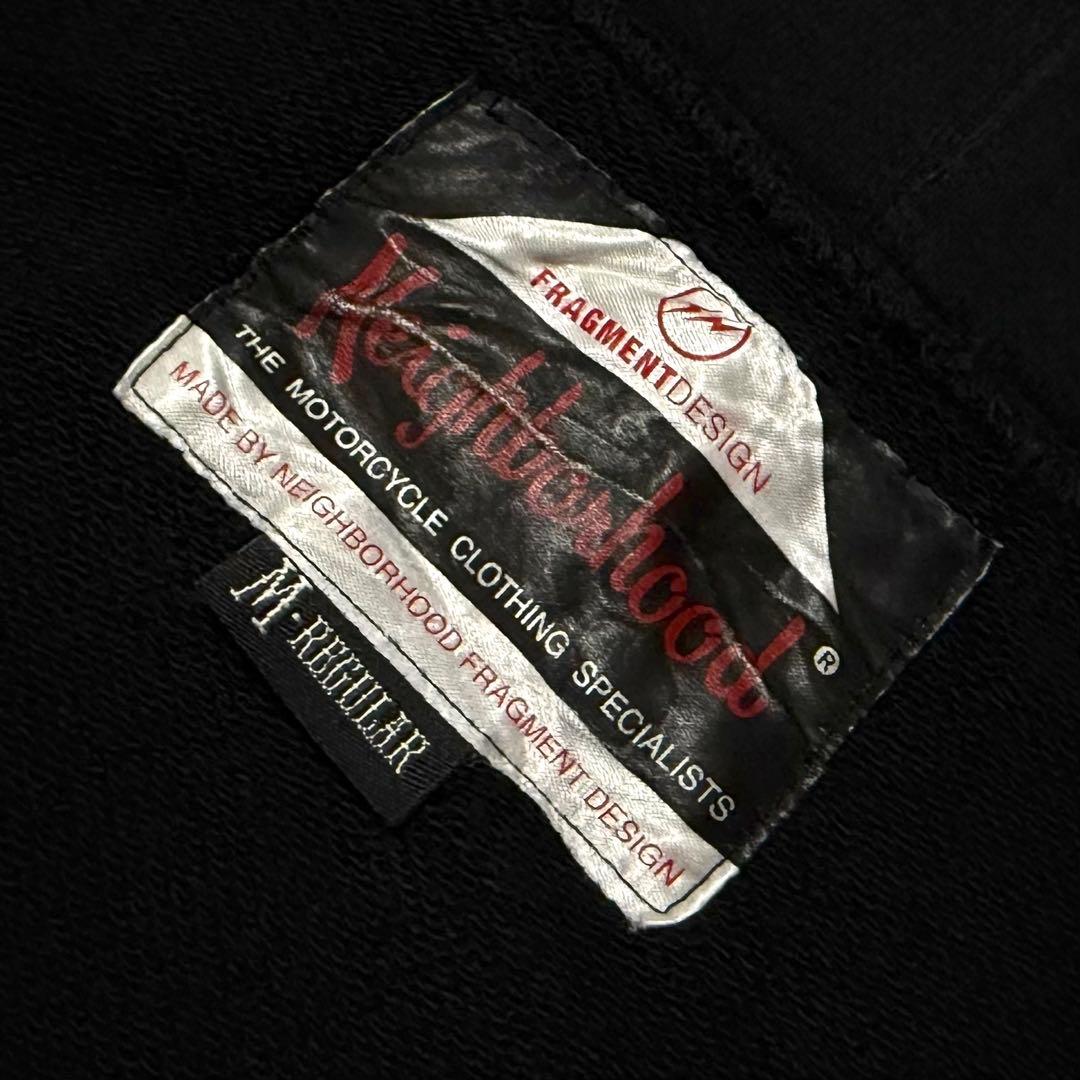 FRAGMENTDESIGN
Neighborhood ®
THE MOTORCYCLE CLOTHING SPECIALISTS
MADE BY NEIGHBORHOOD FRAGMENT DESIGN
M·REGULAR